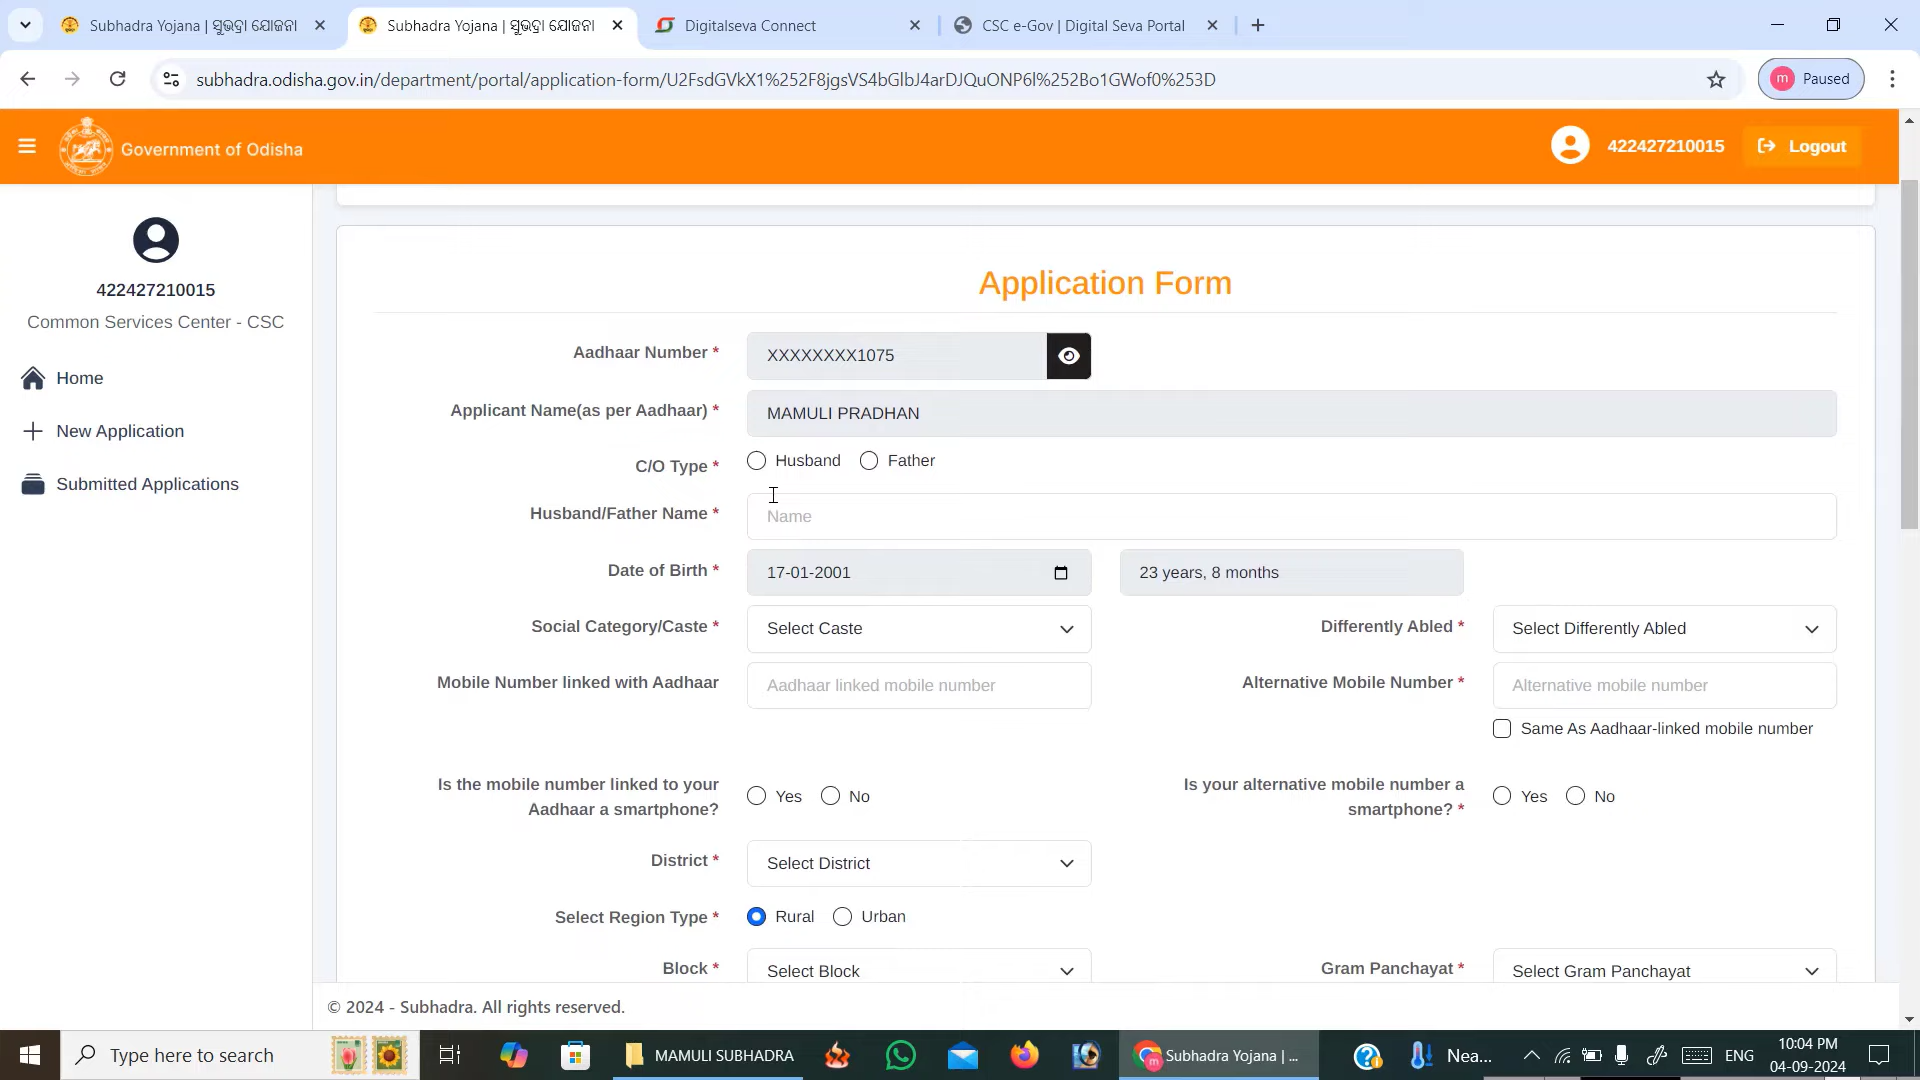 Subhadra Yojana | ସୁଭଦ୍ରା ଯୋଜନା
Subhadra Yojana | ସୁଭଦ୍ରା ଯୋଜନା
Digitalseva Connect
CSC e-Gov | Digital Seva Portal
subhadra.odisha.gov.in/department/portal/application-form/U2FsdGVkX1%252F8jgsVS4bGlbJ4arDJQuONP6l%252Bo1GWof0%253D
m Paused
Government of Odisha
422427210015
Logout
422427210015
Common Services Center - CSC
Home
New Application
Submitted Applications
Application Form
Aadhaar Number * XXXXXXXX1075
Applicant Name(as per Aadhaar) * MAMULI PRADHAN
C/O Type * Husband Father
Husband/Father Name * Name
Date of Birth * 17-01-2001 23 years, 8 months
Social Category/Caste * Select Caste Differently Abled * Select Differently Abled
Mobile Number linked with Aadhaar Aadhaar linked mobile number Alternative Mobile Number * Alternative mobile number
Same As Aadhaar-linked mobile number
Is the mobile number linked to your
Aadhaar a smartphone? Yes No
Is your alternative mobile number a
smartphone? * Yes No
District * Select District
Select Region Type * Rural Urban
Block * Select Block Gram Panchayat * Select Gram Panchayat
© 2024 - Subhadra. All rights reserved.
Type here to search
MAMULI SUBHADRA
m
Subhadra Yojana | ...
Nea...
ENG
10:04 PM
04-09-2024